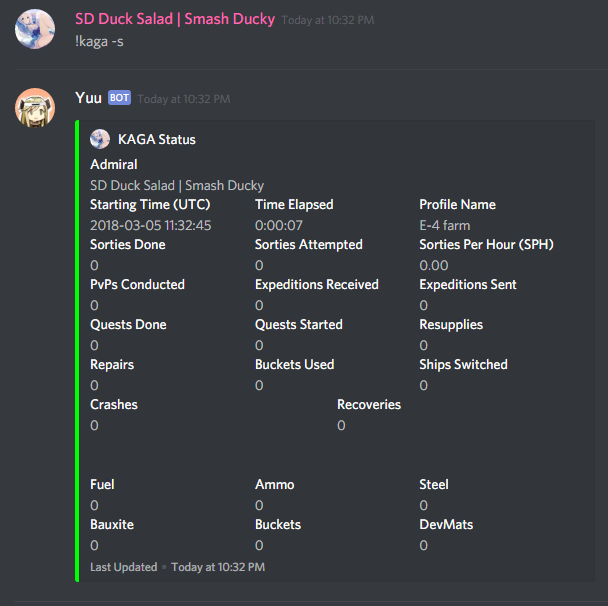 SD Duck Salad | Smash Ducky Today at 10:32 PM
!kaga -s
Yuu BOT Today at 10:32 PM
KAGA Status
Admiral
SD Duck Salad | Smash Ducky
Starting Time (UTC) Time Elapsed Profile Name
2018-03-05 11:32:45 0:00:07 E-4 farm
Sorties Done Sorties Attempted Sorties Per Hour (SPH)
0 0 0.00
PvPs Conducted Expeditions Received Expeditions Sent
0 0 0
Quests Done Quests Started Resupplies
0 0 0
Repairs Buckets Used Ships Switched
0 0 0
Crashes Recoveries
0 0
Fuel Ammo Steel
0 0 0
Bauxite Buckets DevMats
0 0 0
Last Updated • Today at 10:32 PM